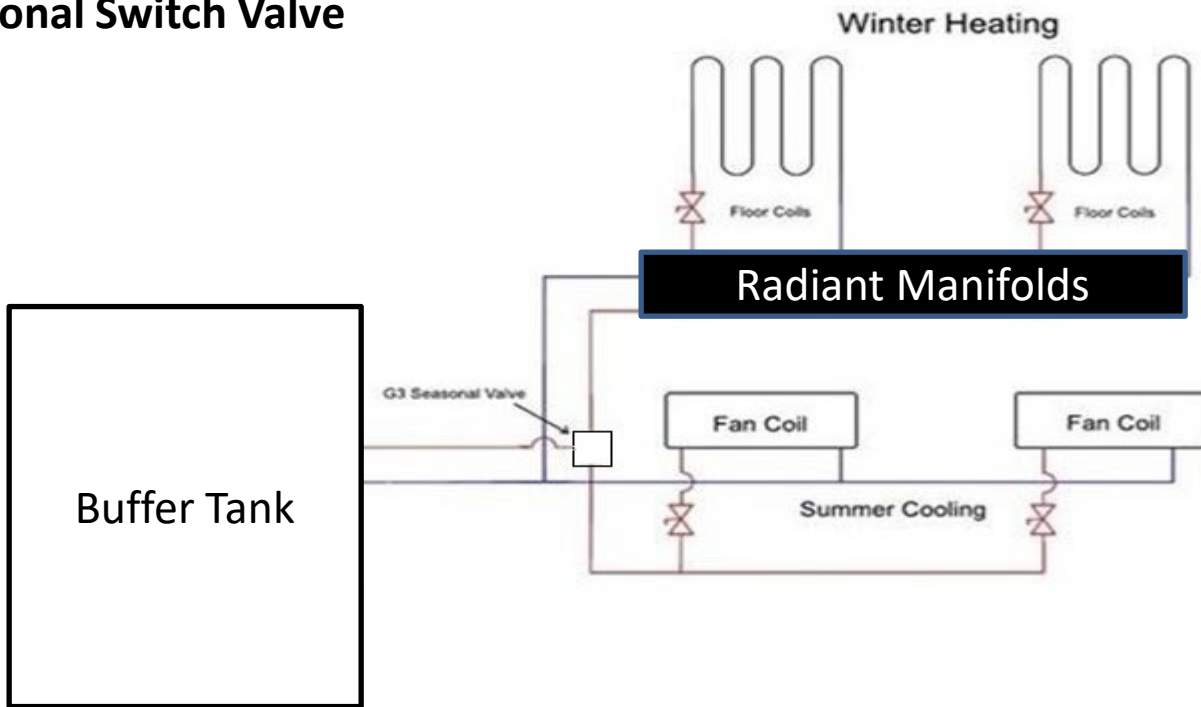 onal Switch Valve
Winter Heating
Floor Coils
Floor Coils
Radiant Manifolds
G3 Seasonal Valve
Fan Coil
Fan Coil
Buffer Tank
Summer Cooling